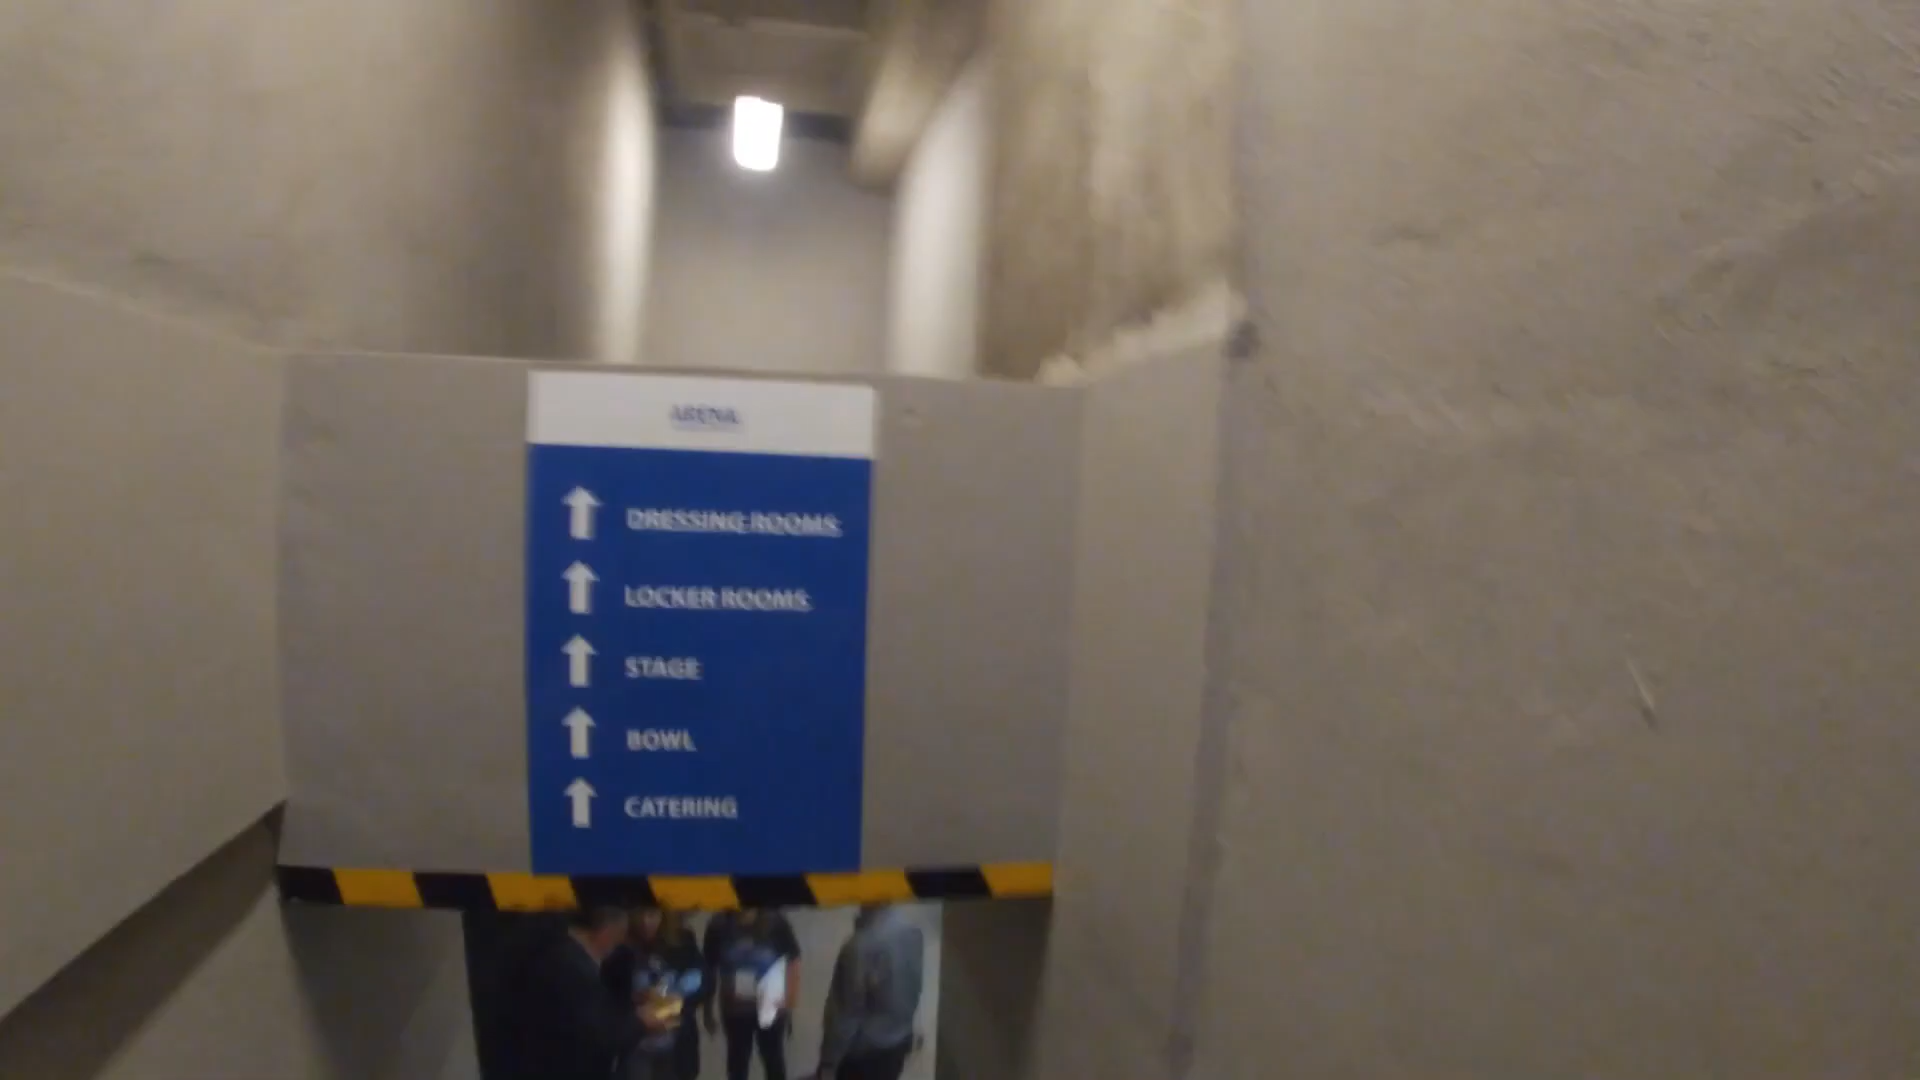 ARENA
DRESSING ROOMS
LOCKER ROOMS
STAGE
BOWL
CATERING